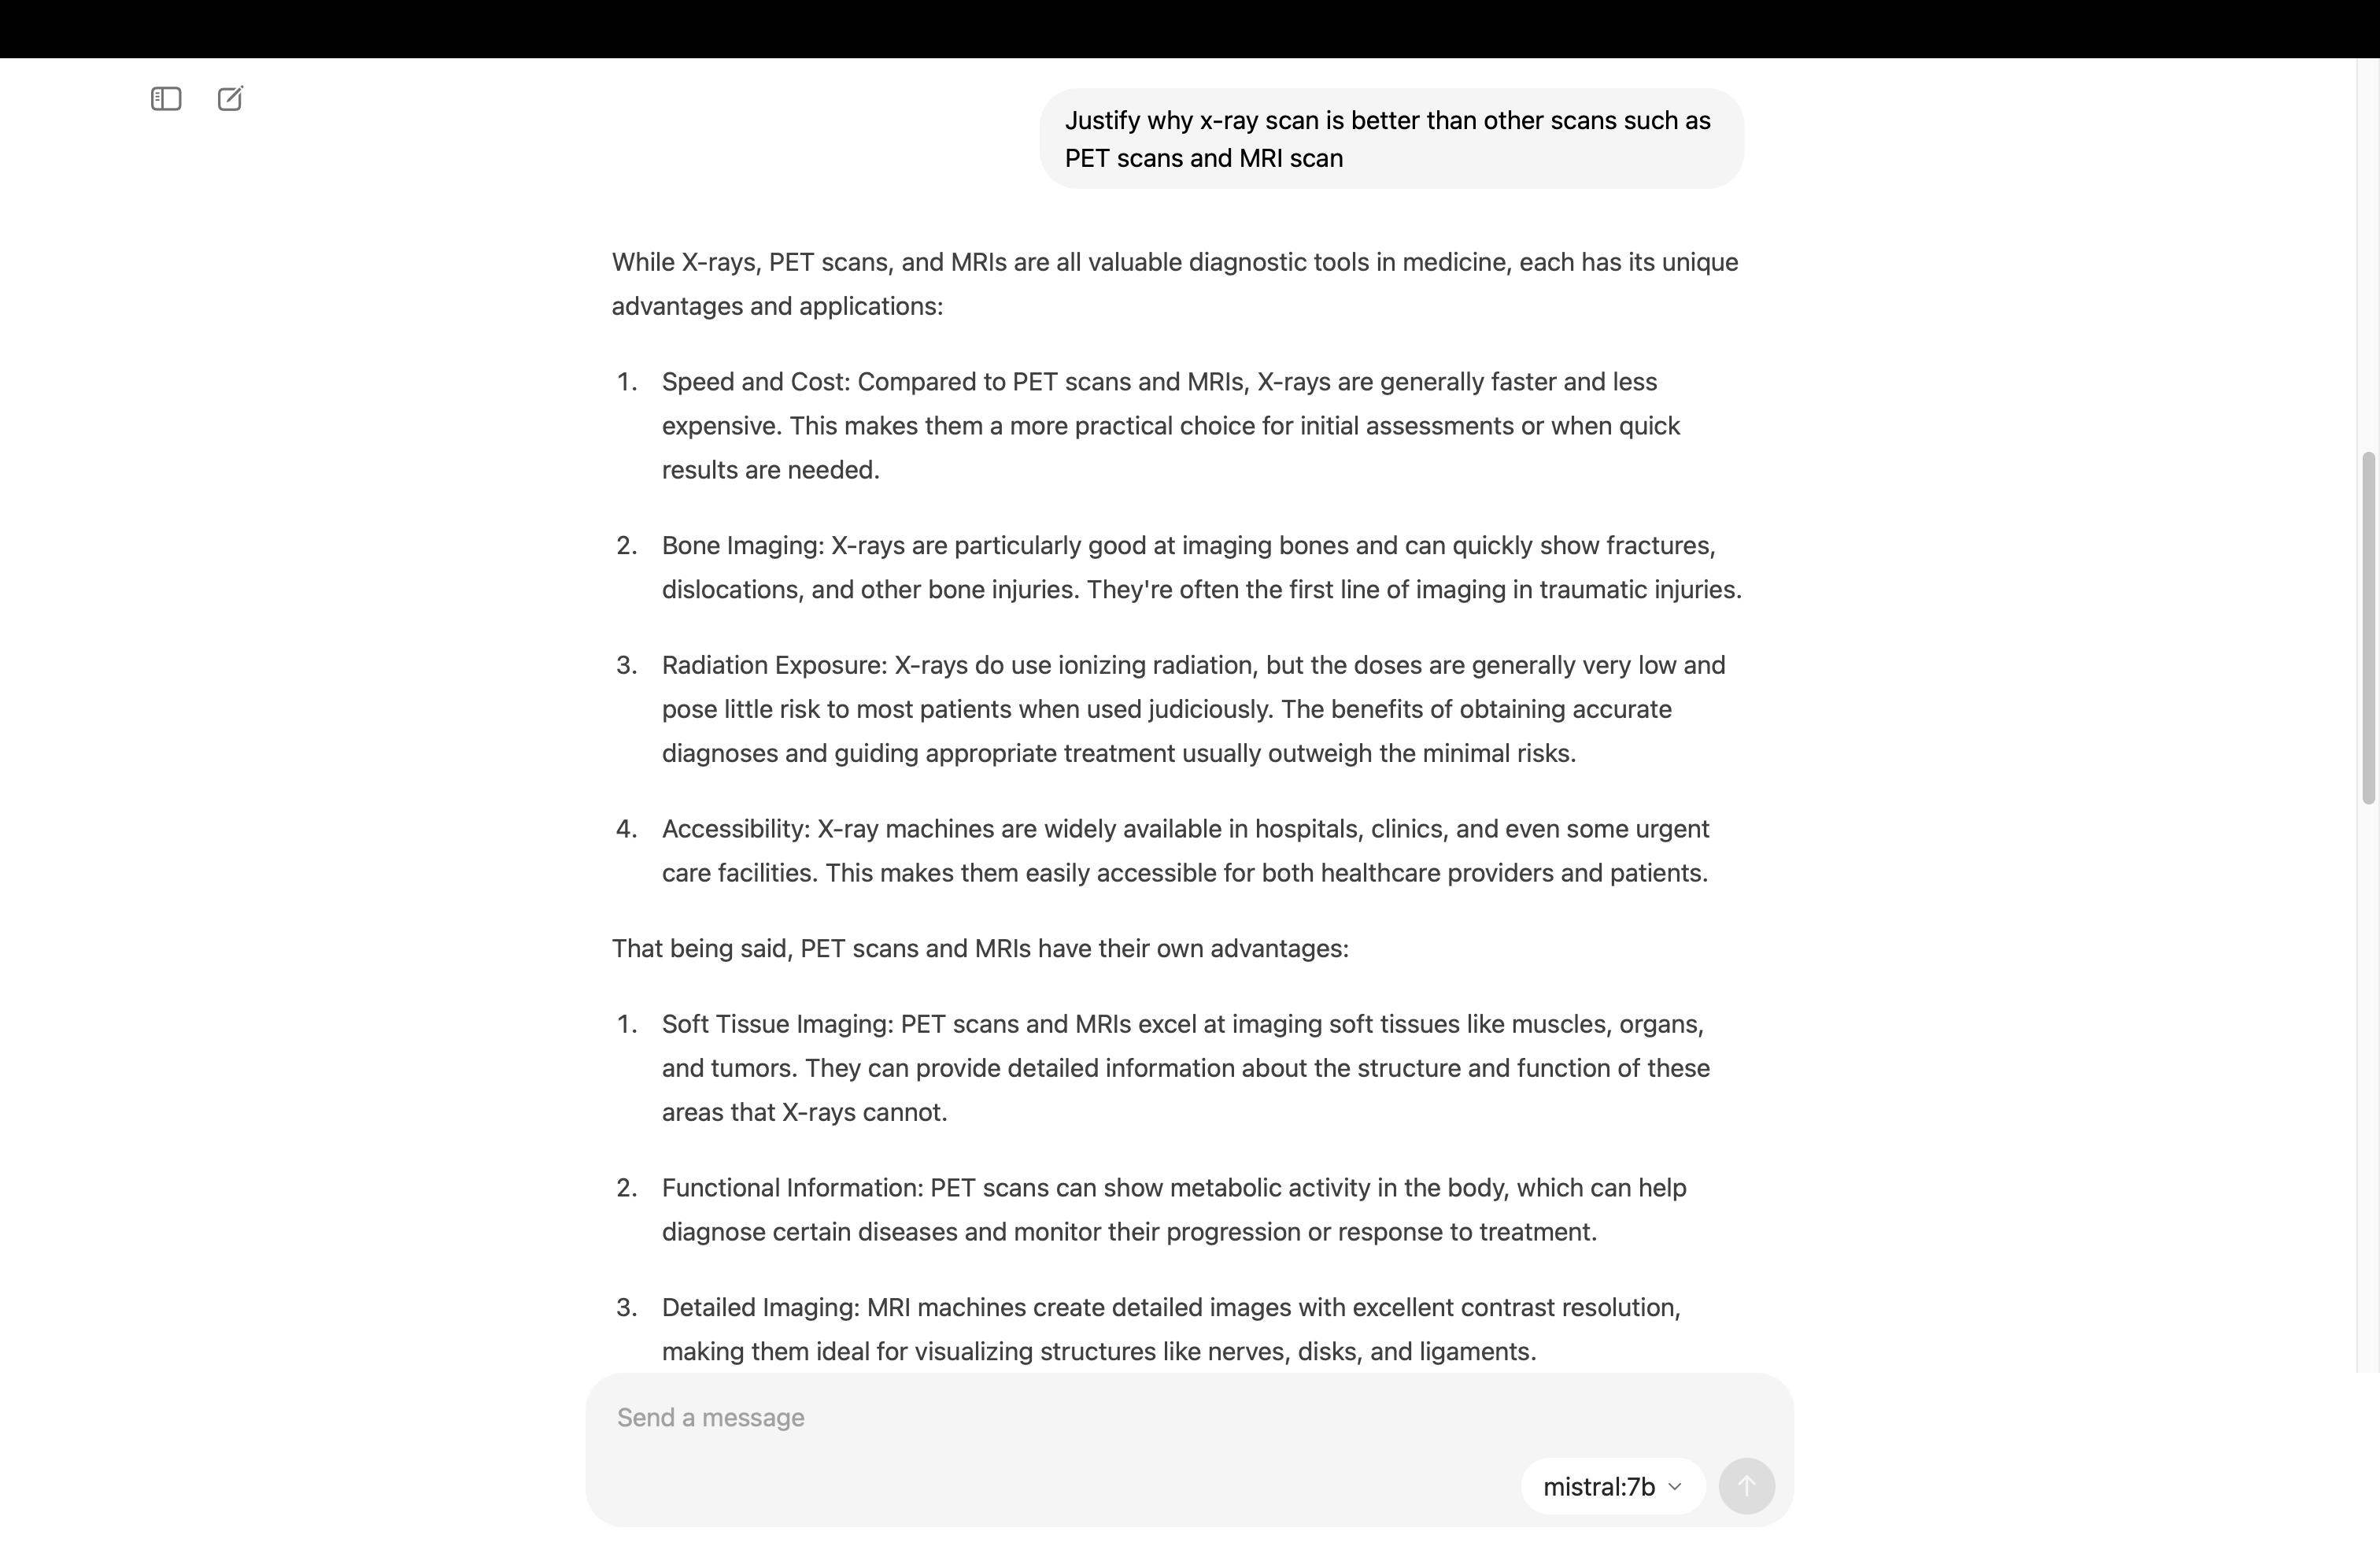 Justify why x-ray scan is better than other scans such as
PET scans and MRI scan
While X-rays, PET scans, and MRIs are all valuable diagnostic tools in medicine, each has its unique
advantages and applications:
1. Speed and Cost: Compared to PET scans and MRIs, X-rays are generally faster and less
expensive. This makes them a more practical choice for initial assessments or when quick
results are needed.
2. Bone Imaging: X-rays are particularly good at imaging bones and can quickly show fractures,
dislocations, and other bone injuries. They're often the first line of imaging in traumatic injuries.
3. Radiation Exposure: X-rays do use ionizing radiation, but the doses are generally very low and
pose little risk to most patients when used judiciously. The benefits of obtaining accurate
diagnoses and guiding appropriate treatment usually outweigh the minimal risks.
4. Accessibility: X-ray machines are widely available in hospitals, clinics, and even some urgent
care facilities. This makes them easily accessible for both healthcare providers and patients.
That being said, PET scans and MRIs have their own advantages:
1. Soft Tissue Imaging: PET scans and MRIs excel at imaging soft tissues like muscles, organs,
and tumors. They can provide detailed information about the structure and function of these
areas that X-rays cannot.
2. Functional Information: PET scans can show metabolic activity in the body, which can help
diagnose certain diseases and monitor their progression or response to treatment.
3. Detailed Imaging: MRI machines create detailed images with excellent contrast resolution,
making them ideal for visualizing structures like nerves, disks, and ligaments.
Send a message
mistral:7b